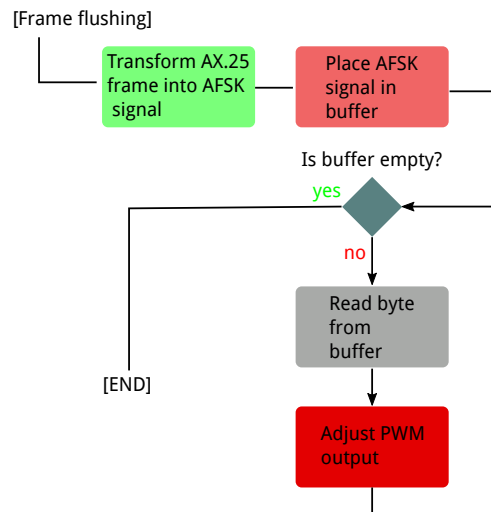 [Frame flushing]
Transform AX.25
frame into AFSK
signal
Place AFSK
signal in
buffer
Is buffer empty?
yes
no
Read byte
from
buffer
[END]
Adjust PWM
output